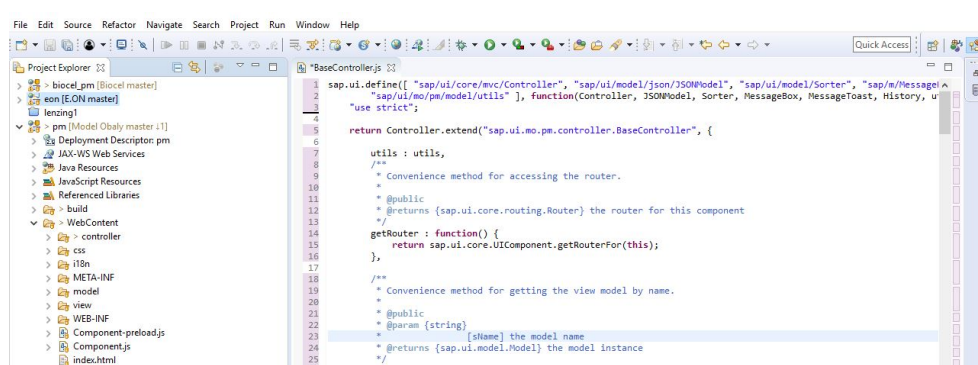 File Edit Source Refactor Navigate Search Project Run Window Help
Quick Access
Project Explorer
> biocel_pm [Biocel master]
eon [E.ON master]
lenzing1
> pm [Model Obaly master ↓1]
Deployment Descriptor: pm
JAX-WS Web Services
Java Resources
JavaScript Resources
Referenced Libraries
> build
> WebContent
> controller
css
i18n
META-INF
model
view
WEB-INF
Component-preload.js
Component.js
index.html
*BaseController.js
1 sap.ui.define([ "sap/ui/core/mvc/Controller", "sap/ui/model/json/JSONModel", "sap/ui/model/Sorter", "sap/m/Message
2 "sap/ui/mo/pm/model/utils" ], function(Controller, JSONModel, Sorter, MessageBox, MessageToast, History, u
3 "use strict";
4
5 return Controller.extend("sap.ui.mo.pm.controller.BaseController", {
6
7 utils : utils,
8 /**
9 * Convenience method for accessing the router.
10 *
11 * @public
12 * @returns {sap.ui.core.routing.Router} the router for this component
13 */
14 getRouter : function() {
15 return sap.ui.core.UIComponent.getRouterFor(this);
16 },
17
18 /**
19 * Convenience method for getting the view model by name.
20 *
21 * @public
22 * @param {string}
23 * [sName] the model name
24 * @returns {sap.ui.model.Model} the model instance
25 */